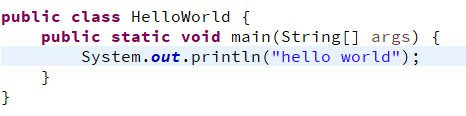 public class HelloWorld {
    public static void main(String[] args) {
        System.out.println("hello world");
    }
}